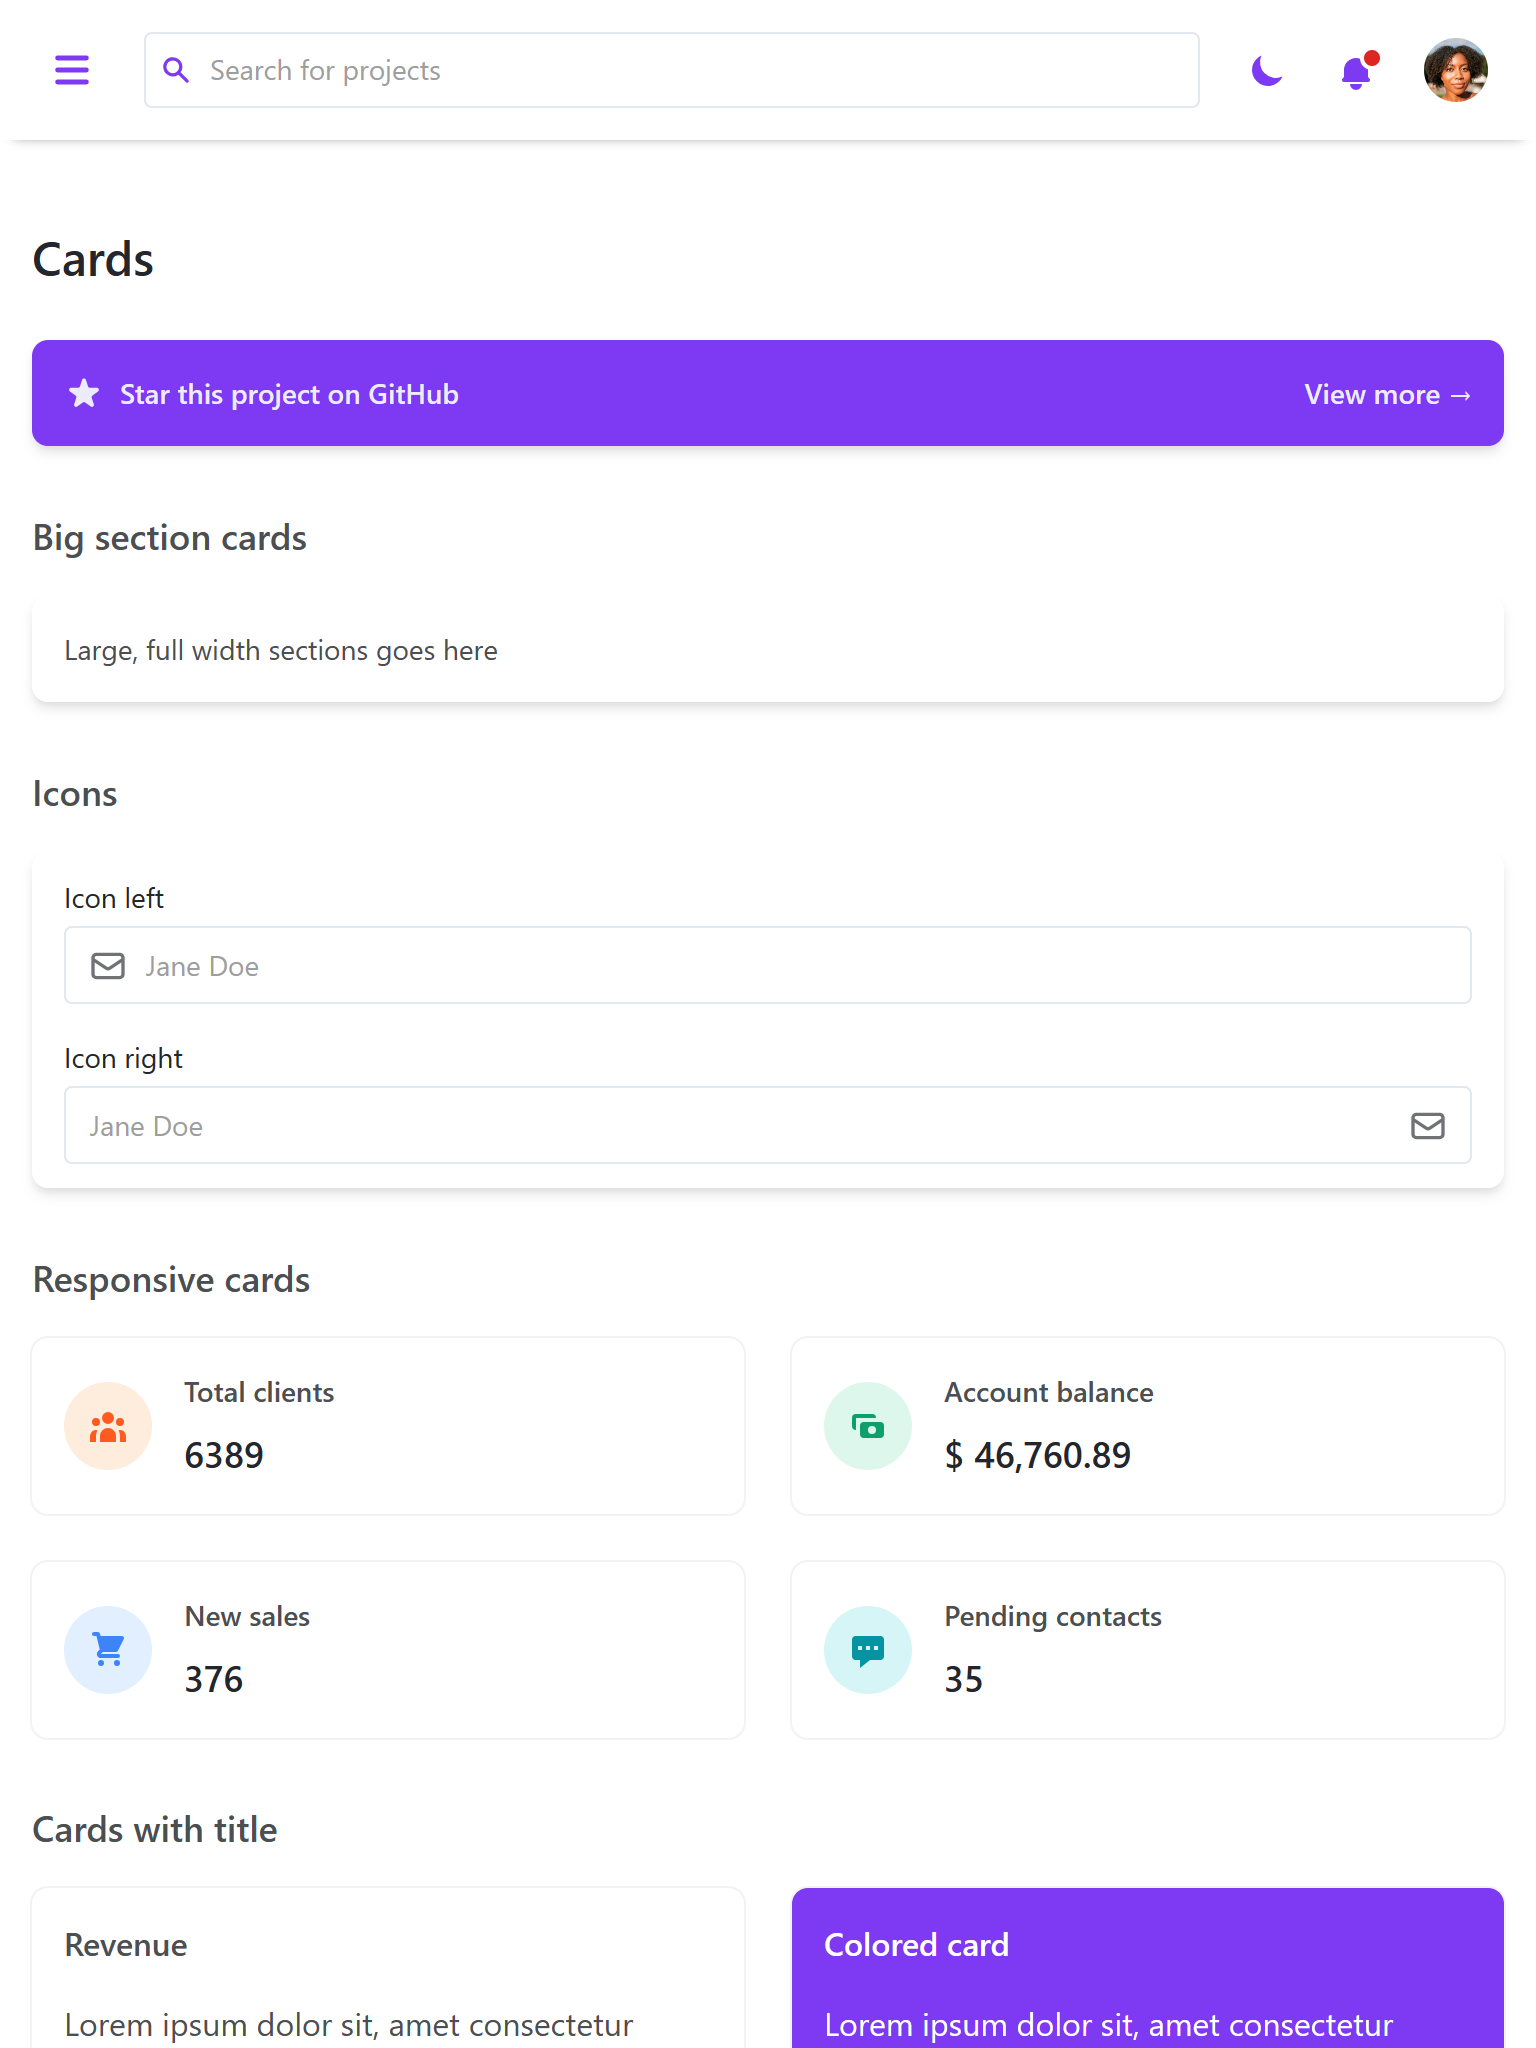 Search for projects
Cards
Star this project on GitHub
View more →
Big section cards
Large, full width sections goes here
Icons
Icon left
Jane Doe
Icon right
Jane Doe
Responsive cards
Total clients
6389
Account balance
$ 46,760.89
New sales
376
Pending contacts
35
Cards with title
Revenue
Lorem ipsum dolor sit, amet consectetur
Colored card
Lorem ipsum dolor sit, amet consectetur